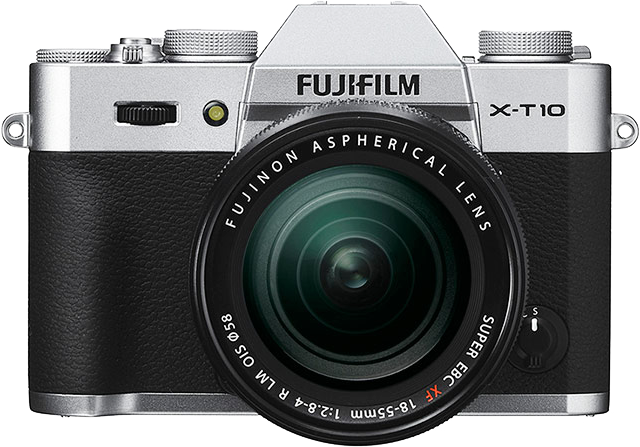 FUJIFILM
X-T10
FUJINON ASPHERICAL LENS
SUPER EBC XF 18-55mm 1:2.8-4 R LM OIS Ø58
C S